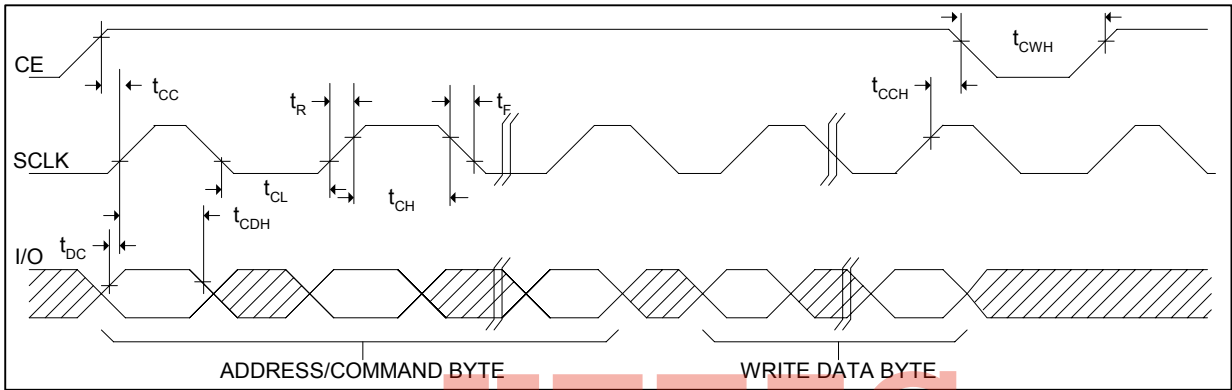 CE
t_CWH
t_CC
t_CCH
t_R
t_F
SCLK
t_CL
t_CH
t_CDH
t_DC
I/O
ADDRESS/COMMAND BYTE
WRITE DATA BYTE